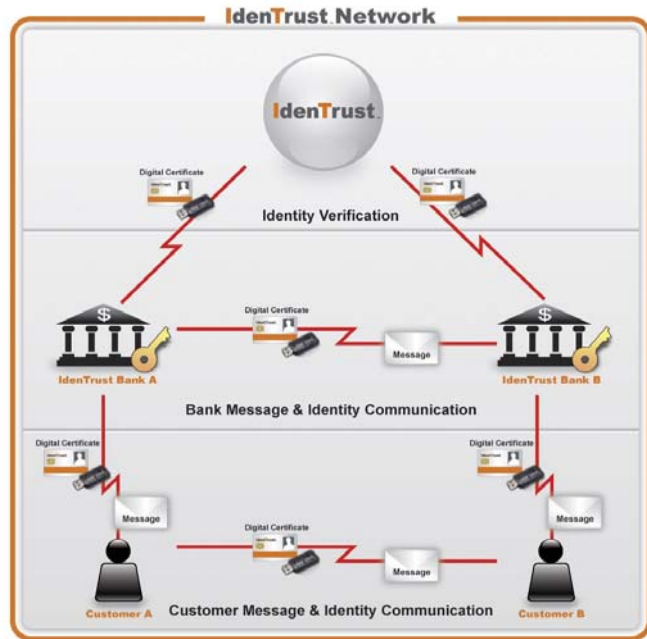 IdenTrust Network
IdenTrust
Digital Certificate
Digital Certificate
Identity Verification
$
$
Digital Certificate
Message
IdenTrust Bank A
IdenTrust Bank B
Bank Message & Identity Communication
Digital Certificate
Digital Certificate
Message
Message
Digital Certificate
Message
Customer A
Customer B
Customer Message & Identity Communication